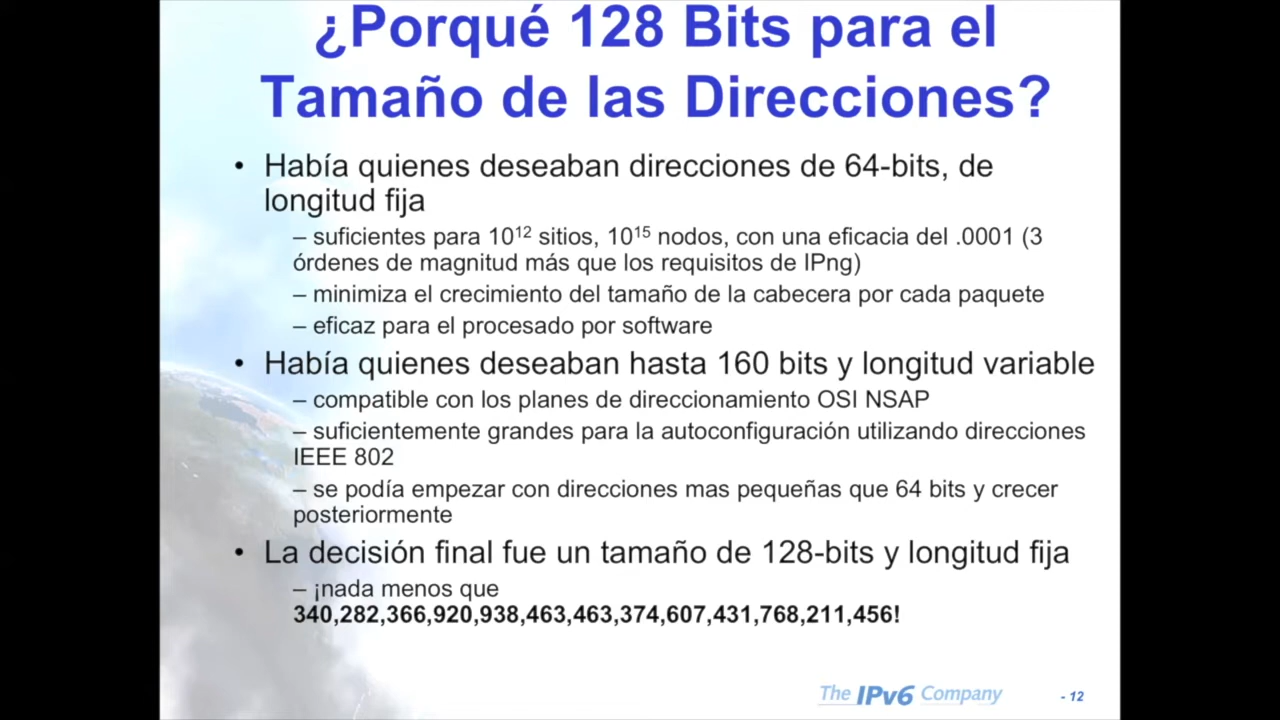 ¿Porqué 128 Bits para el
Tamaño de las Direcciones?
• Había quienes deseaban direcciones de 64-bits, de
longitud fija
– suficientes para 10¹² sitios, 10¹⁵ nodos, con una eficacia del .0001 (3
órdenes de magnitud más que los requisitos de IPng)
– minimiza el crecimiento del tamaño de la cabecera por cada paquete
– eficaz para el procesado por software
• Había quienes deseaban hasta 160 bits y longitud variable
– compatible con los planes de direccionamiento OSI NSAP
– suficientemente grandes para la autoconfiguración utilizando direcciones
IEEE 802
– se podía empezar con direcciones mas pequeñas que 64 bits y crecer
posteriormente
• La decisión final fue un tamaño de 128-bits y longitud fija
– ¡nada menos que
340,282,366,920,938,463,463,374,607,431,768,211,456!
The IPv6 Company
- 12